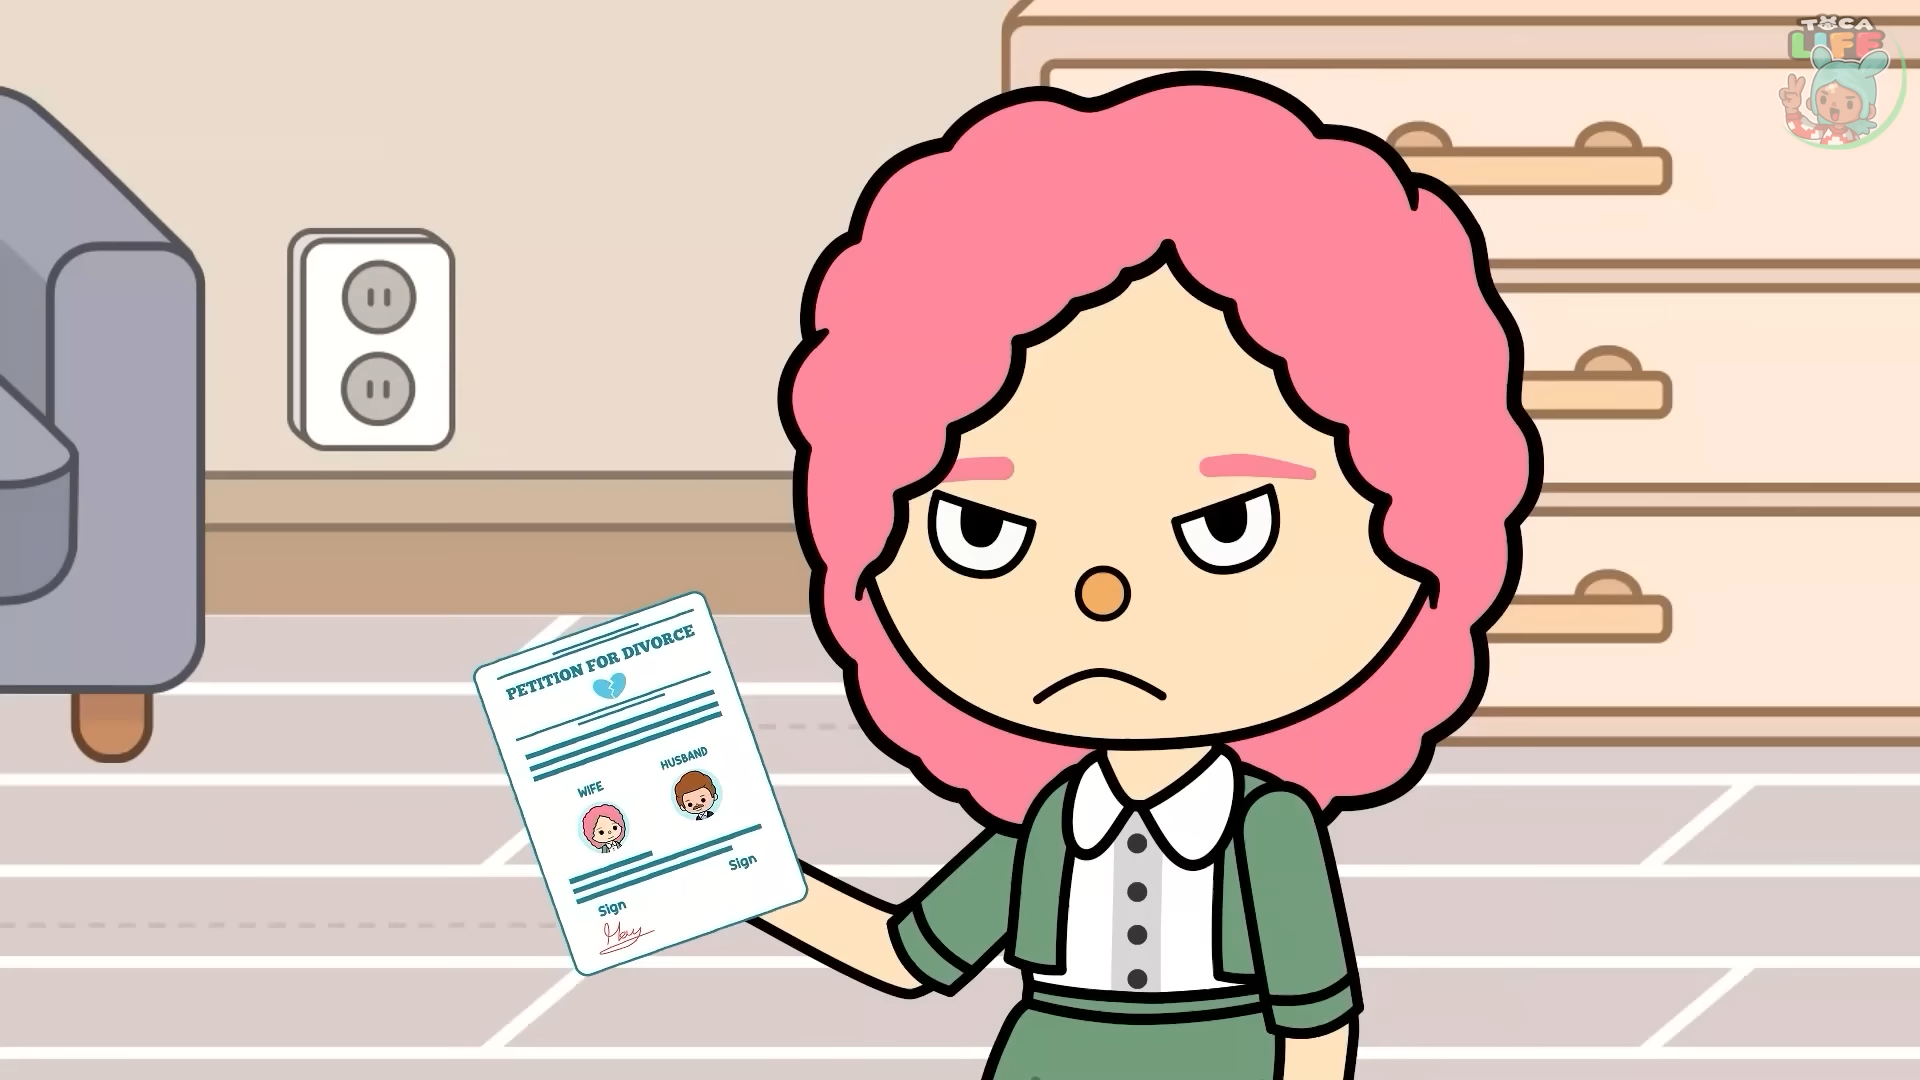 TOCA
LIFE
PETITION FOR DIVORCE
HUSBAND
WIFE
Sign
Sign